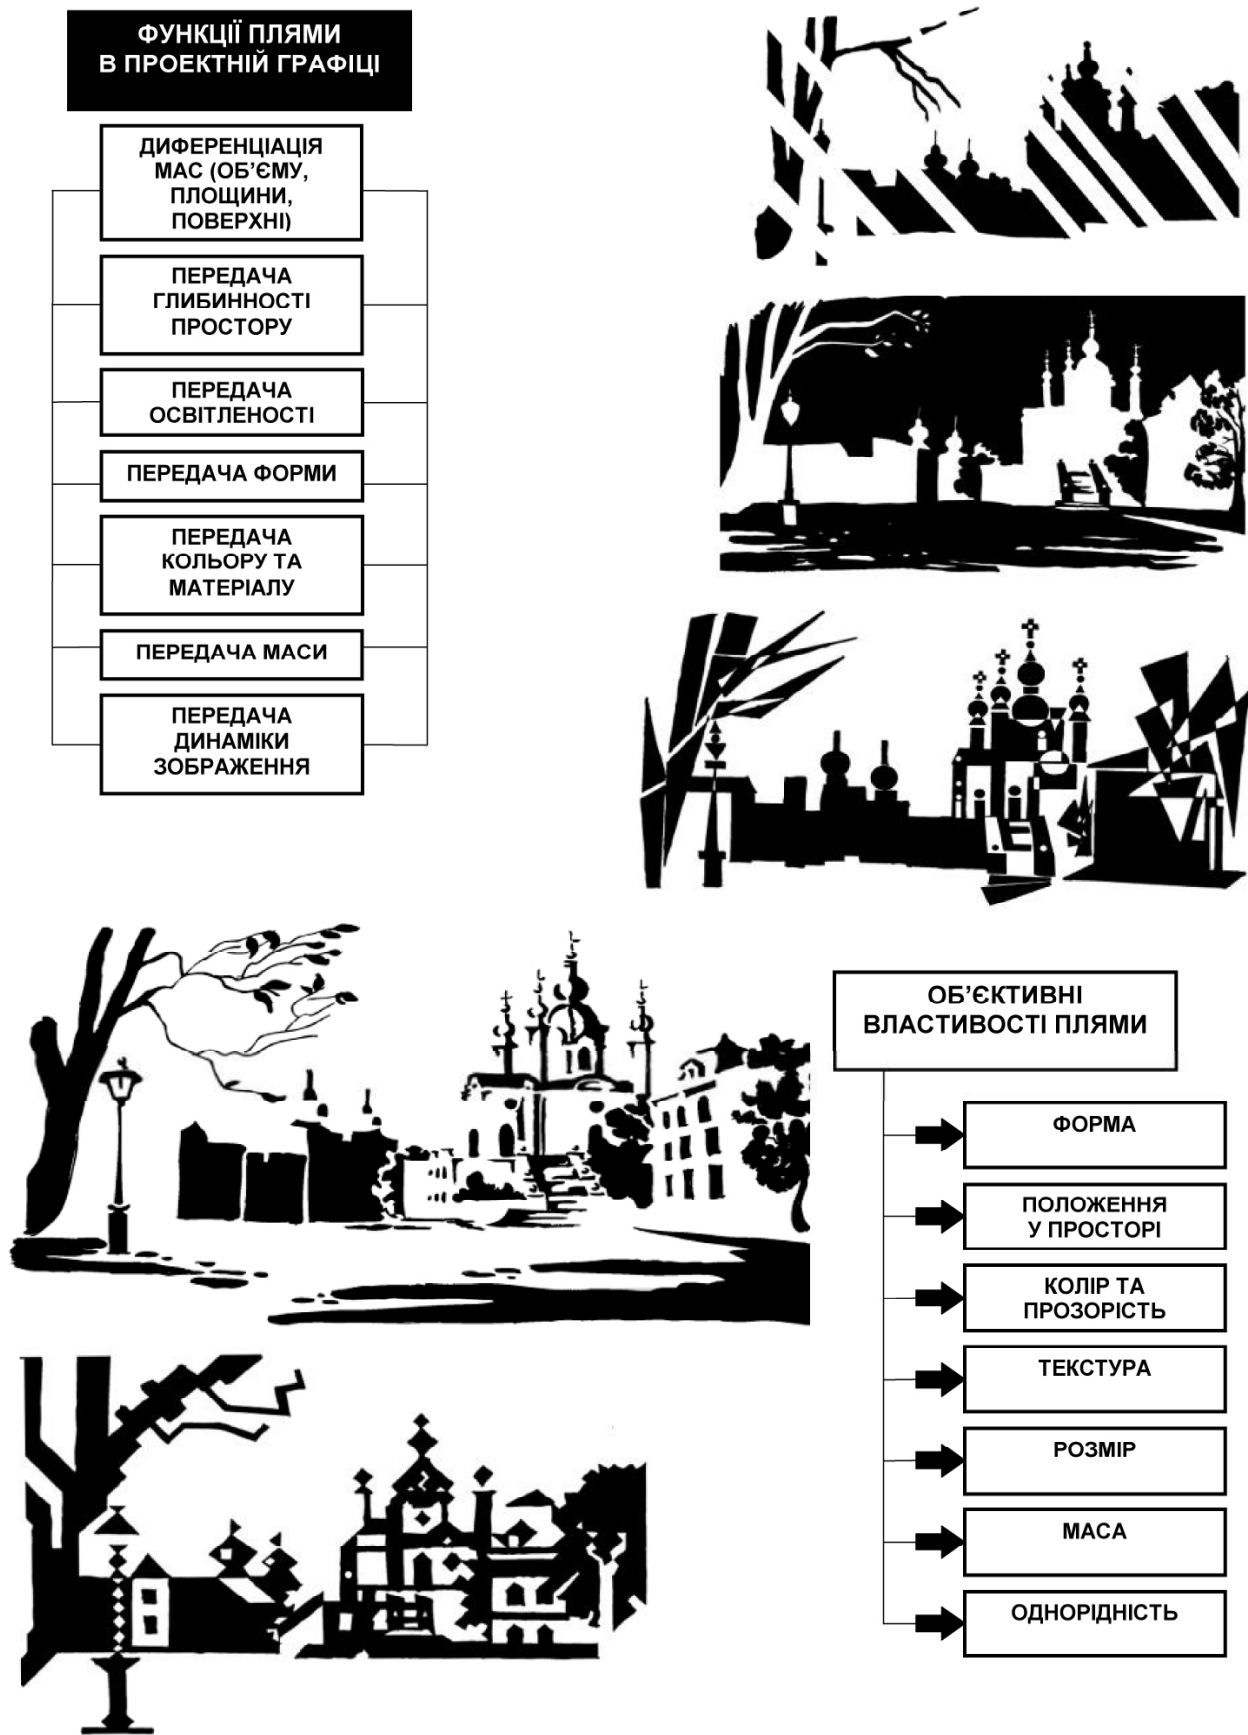 ФУНКЦІЇ ПЛЯМИ
В ПРОЕКТНІЙ ГРАФІЦІ
ДИФЕРЕНЦІАЦІЯ
МАС (ОБ’ЄМУ,
ПЛОЩИНИ,
ПОВЕРХНІ)
ПЕРЕДАЧА
ГЛИБИННОСТІ
ПРОСТОРУ
ПЕРЕДАЧА
ОСВІТЛЕНОСТІ
ПЕРЕДАЧА ФОРМИ
ПЕРЕДАЧА
КОЛЬОРУ ТА
МАТЕРІАЛУ
ПЕРЕДАЧА МАСИ
ПЕРЕДАЧА
ДИНАМІКИ
ЗОБРАЖЕННЯ
ОБ’ЄКТИВНІ
ВЛАСТИВОСТІ ПЛЯМИ
ФОРМА
ПОЛОЖЕННЯ
У ПРОСТОРІ
КОЛІР ТА
ПРОЗОРІСТЬ
ТЕКСТУРА
РОЗМІР
МАСА
ОДНОРІДНІСТЬ